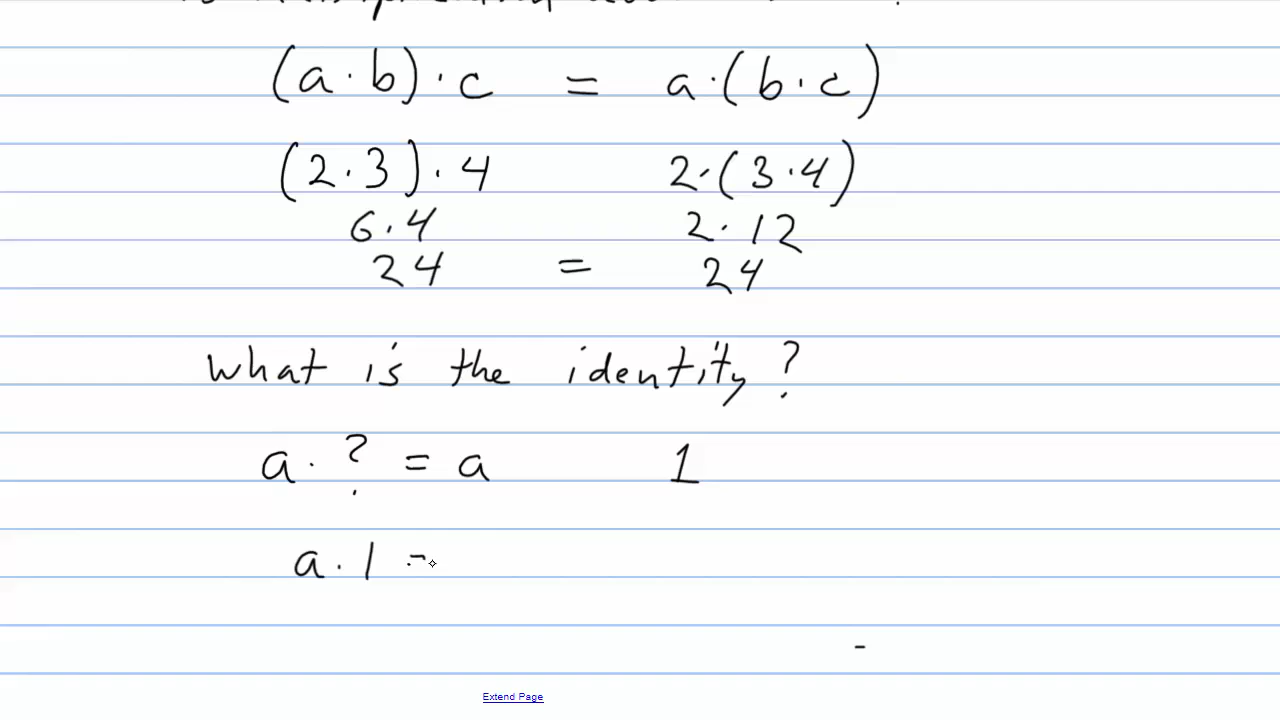 (a · b) · c = a · (b · c)
(2 · 3) · 4 2 · (3 · 4)
6 · 4 2 · 12
24 = 24
What is the identity?
a · ? = a 1
a · 1 =
Extend Page